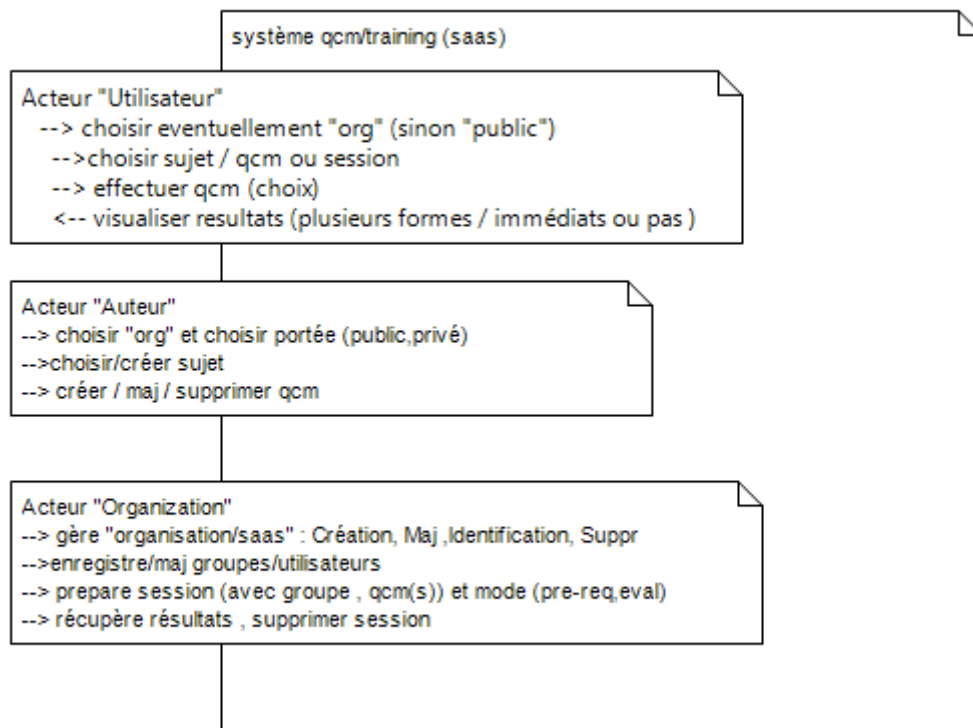 système qcm/training (saas)
Acteur "Utilisateur"
--> choisir eventuellement "org" (sinon "public")
-->choisir sujet / qcm ou session
--> effectuer qcm (choix)
<-- visualiser resultats (plusieurs formes / immédiats ou pas )
Acteur "Auteur"
--> choisir "org" et choisir portée (public,privé)
-->choisir/créer sujet
--> créer / maj / supprimer qcm
Acteur "Organization"
--> gère "organisation/saas" : Création, Maj ,Identification, Suppr
-->enregistre/maj groupes/utilisateurs
--> prepare session (avec groupe , qcm(s)) et mode (pre-req,eval)
--> récupère résultats , supprimer session